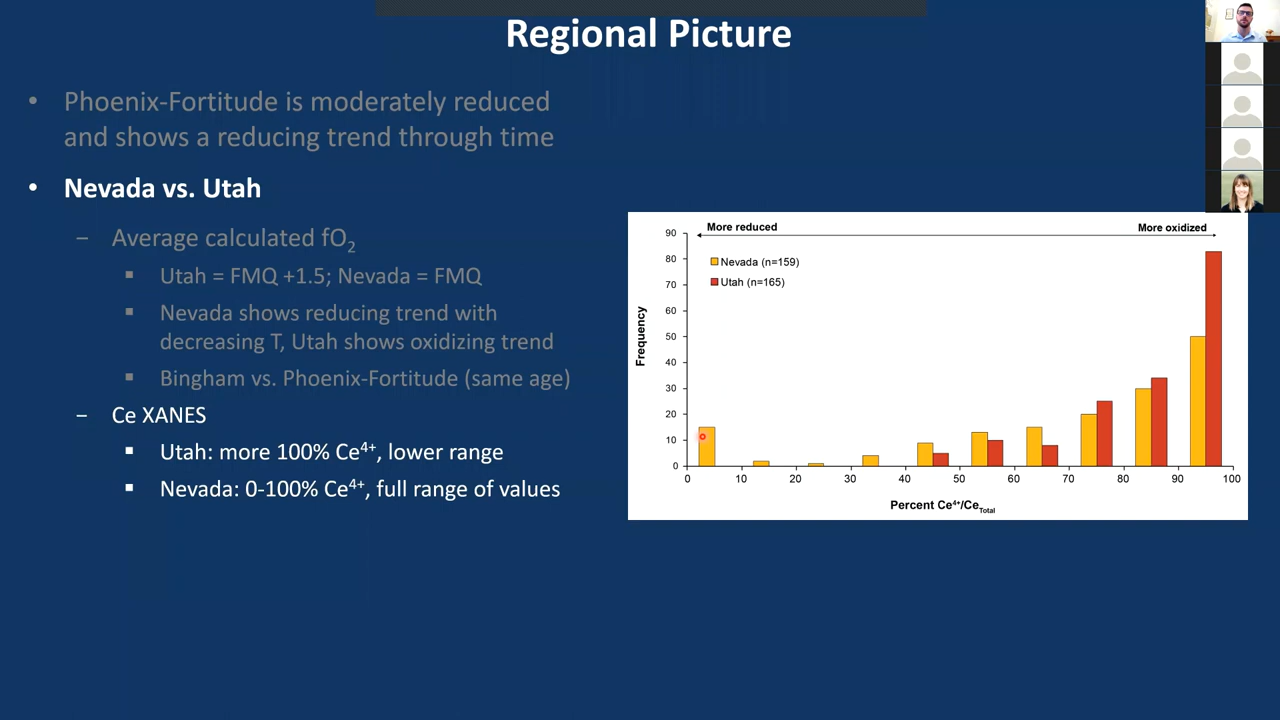 Regional Picture
• Phoenix-Fortitude is moderately reduced
and shows a reducing trend through time
• Nevada vs. Utah
– Average calculated fO₂
▪ Utah = FMQ +1.5; Nevada = FMQ
▪ Nevada shows reducing trend with
decreasing T, Utah shows oxidizing trend
▪ Bingham vs. Phoenix-Fortitude (same age)
– Ce XANES
▪ Utah: more 100% Ce⁴⁺, lower range
▪ Nevada: 0-100% Ce⁴⁺, full range of values
More reduced
More oxidized
Nevada (n=159)
Utah (n=165)
Frequency
90
80
70
60
50
40
30
20
10
0
0 10 20 30 40 50 60 70 80 90 100
Percent Ce⁴⁺/Ce_Total